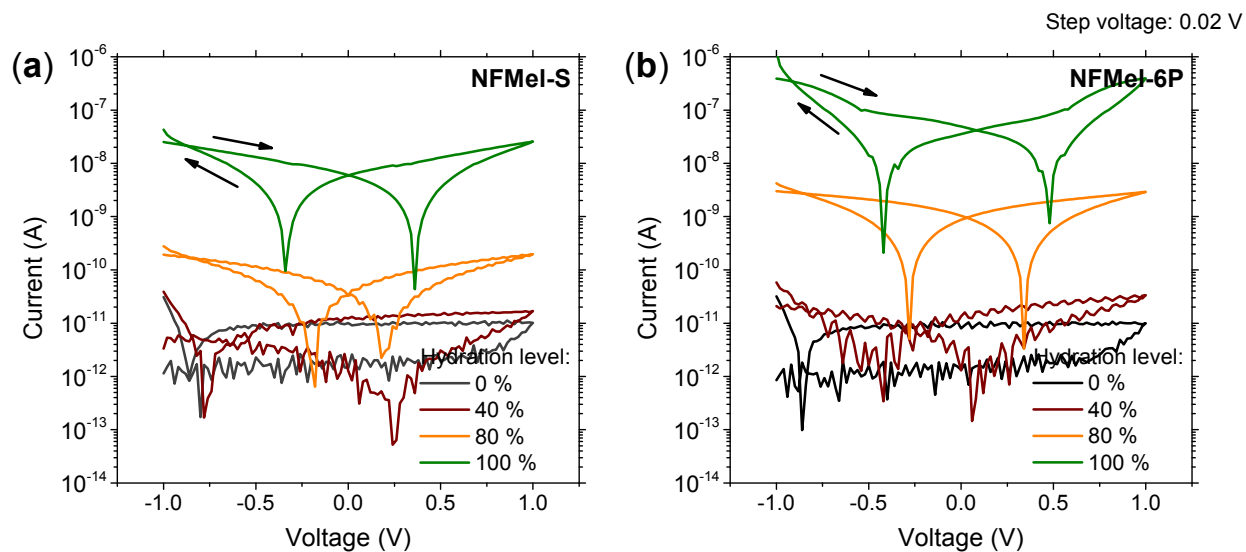 Step voltage: 0.02 V
(a)
NFMel-S
Current (A)
10⁻⁶
10⁻⁷
10⁻⁸
10⁻⁹
10⁻¹⁰
10⁻¹¹
10⁻¹²
10⁻¹³
10⁻¹⁴
Hydration level:
0 %
40 %
80 %
100 %
-1.0 -0.5 0.0 0.5 1.0
Voltage (V)
(b)
NFMel-6P
Current (A)
10⁻⁶
10⁻⁷
10⁻⁸
10⁻⁹
10⁻¹⁰
10⁻¹¹
10⁻¹²
10⁻¹³
10⁻¹⁴
Hydration level:
0 %
40 %
80 %
100 %
-1.0 -0.5 0.0 0.5 1.0
Voltage (V)